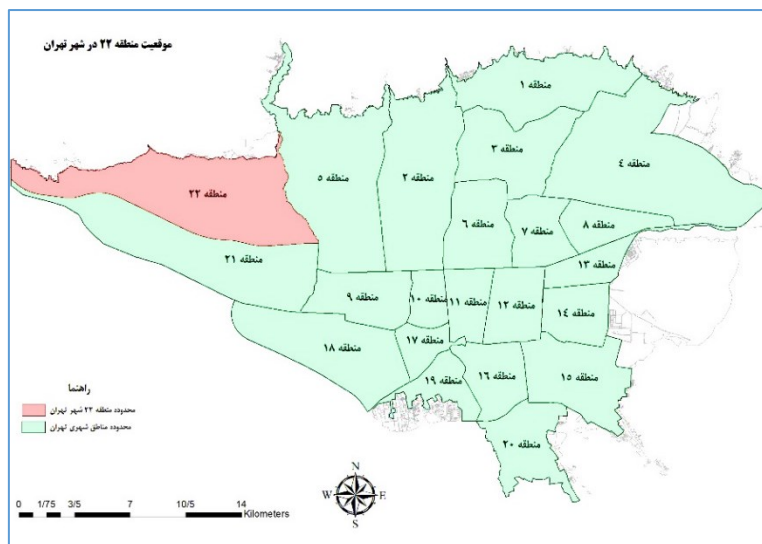 موقعیت منطقه ۲۲ در شهر تهران
منطقه ۱
منطقه ۳
منطقه ۴
منطقه ۵
منطقه ۲
منطقه ۲۲
منطقه ۶
منطقه ۷
منطقه ۸
منطقه ۲۱
منطقه ۱۳
منطقه ۹
منطقه ۱۰
منطقه ۱۱
منطقه ۱۲
منطقه ۱۴
منطقه ۱۸
منطقه ۱۷
منطقه ۱۹
منطقه ۱۶
منطقه ۱۵
منطقه ۲۰
راهنما
محدوده منطقه ۲۲ شهر تهران
محدوده مناطق شهری تهران
N
W E
S
0 1/75 3/5 7 10/5 14
Kilometers